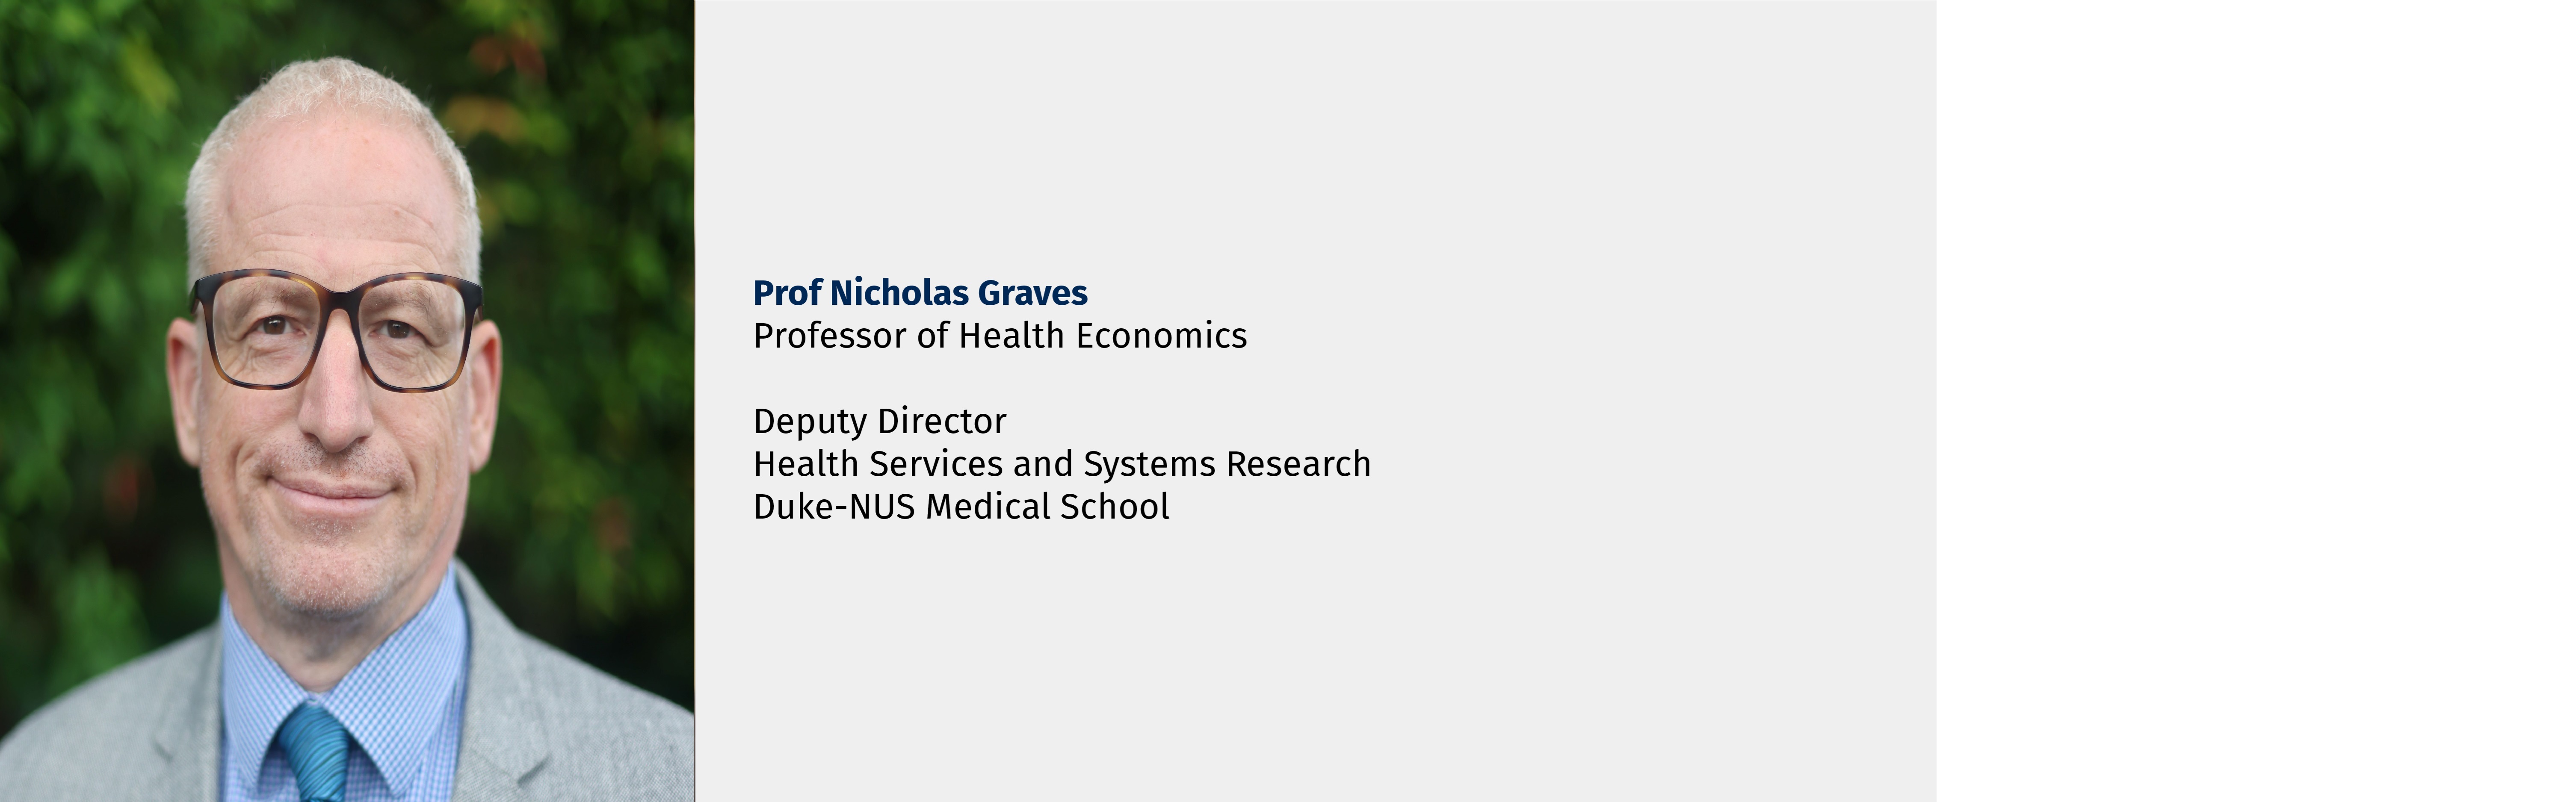 Prof Nicholas Graves
Professor of Health Economics
Deputy Director
Health Services and Systems Research
Duke-NUS Medical School